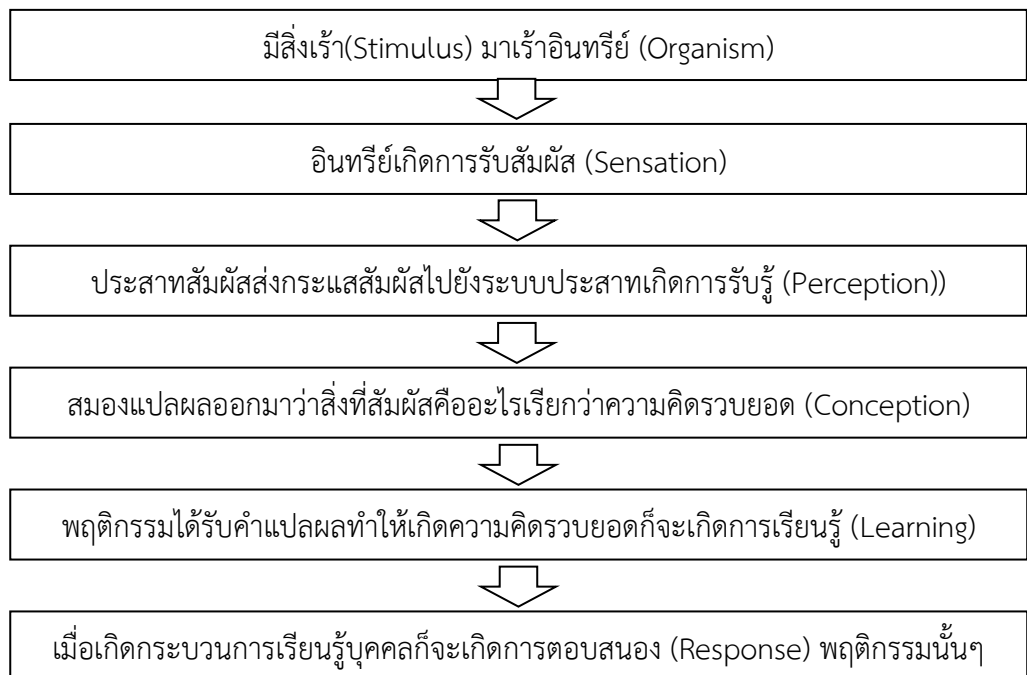 มีสิ่งเร้า(Stimulus) มาเร้าอินทรีย์ (Organism)
อินทรีย์เกิดการรับสัมผัส (Sensation)
ประสาทสัมผัสส่งกระแสสัมผัสไปยังระบบประสาทเกิดการรับรู้ (Perception))
สมองแปลผลออกมาว่าสิ่งที่สัมผัสคืออะไรเรียกว่าความคิดรวบยอด (Conception)
พฤติกรรมได้รับคำแปลผลทำให้เกิดความคิดรวบยอดก็จะเกิดการเรียนรู้ (Learning)
เมื่อเกิดกระบวนการเรียนรู้บุคคลก็จะเกิดการตอบสนอง (Response) พฤติกรรมนั้นๆ